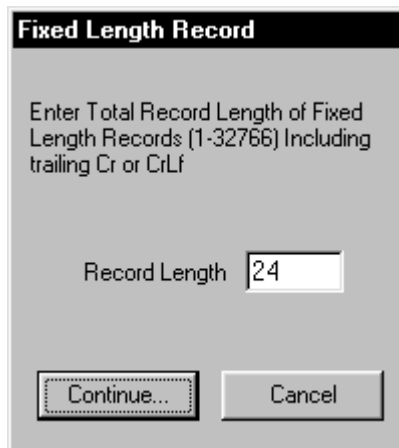 Fixed Length Record
Enter Total Record Length of Fixed
Length Records (1-32766) Including
trailing Cr or CrLf
Record Length 24
Continue... Cancel